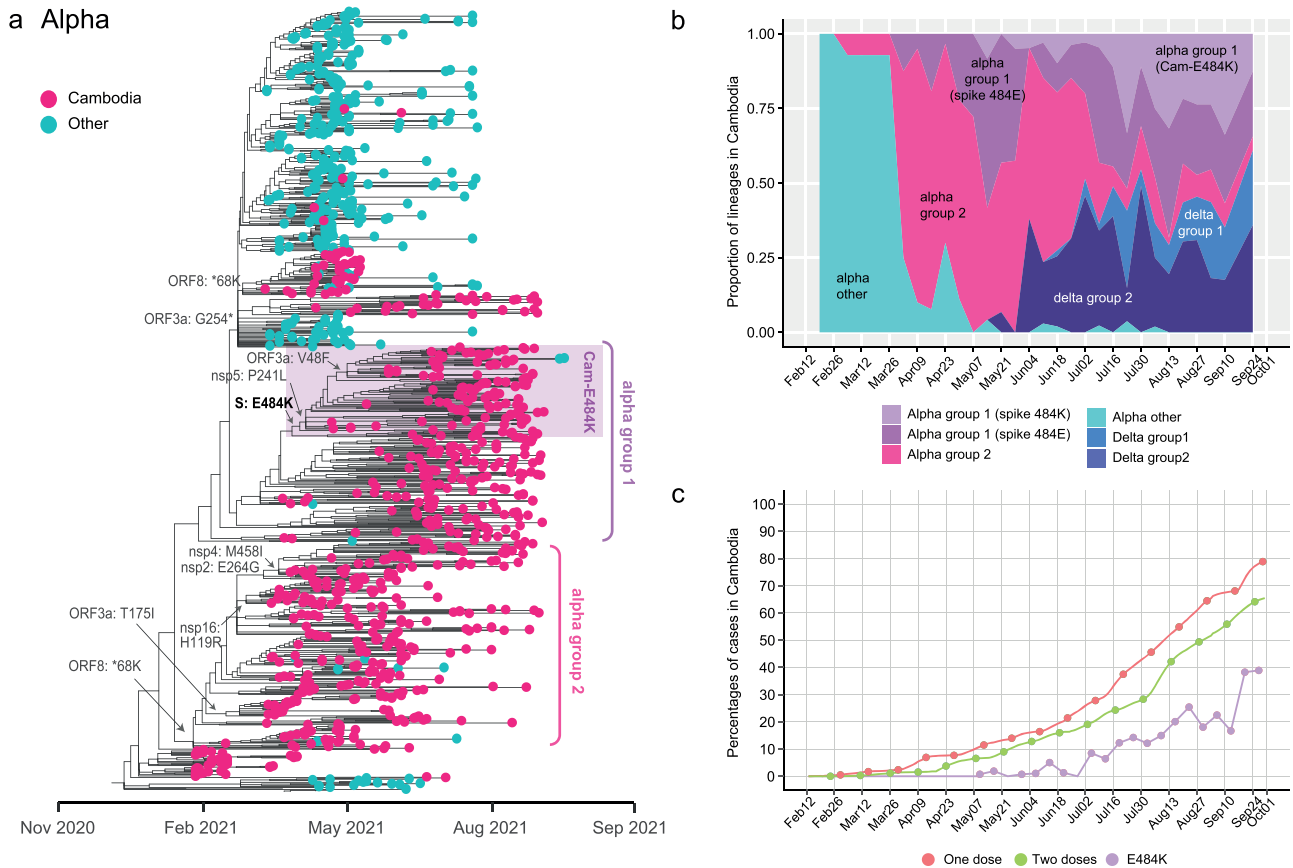 a Alpha
Cambodia
Other
ORF8: *68K
ORF3a: G254*
ORF3a: V48F
nsp5: P241L
S: E484K
Cam-E484K
alpha group 1
nsp4: M458I
nsp2: E264G
ORF3a: T175I
nsp16:
H119R
ORF8: *68K
alpha group 2
Nov 2020
Feb 2021
May 2021
Aug 2021
Sep 2021
b
Proportion of lineages in Cambodia
1.00
0.75
0.50
0.25
0.00
alpha group 1
(Cam-E484K)
alpha
group 1
(spike 484E)
alpha
group 2
alpha
other
delta
group 1
delta group 2
Feb12
Feb26
Mar12
Mar26
Apr09
Apr23
May07
May21
Jun04
Jun18
Jul02
Jul16
Jul30
Aug13
Aug27
Sep10
Sep24
Oct01
Alpha group 1 (spike 484K)
Alpha group 1 (spike 484E)
Alpha group 2
Alpha other
Delta group1
Delta group2
c
Percentages of cases in Cambodia
100
90
80
70
60
50
40
30
20
10
0
Feb12
Feb26
Mar12
Mar26
Apr09
Apr23
May07
May21
Jun04
Jun18
Jul02
Jul16
Jul30
Aug13
Aug27
Sep10
Sep24
Oct01
One dose
Two doses
E484K